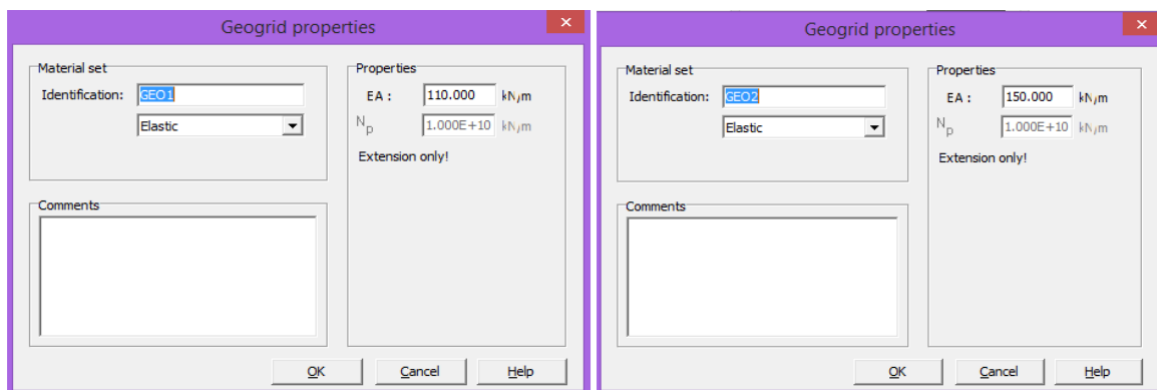 Geogrid properties
×
Material set
Identification: GEO1
Elastic
Properties
EA : 110.000 kN/m
Np 1.000E+10 kN/m
Extension only!
Comments
OK Cancel Help
Geogrid properties
×
Material set
Identification: GEO2
Elastic
Properties
EA : 150.000 kN/m
Np 1.000E+10 kN/m
Extension only!
Comments
OK Cancel Help